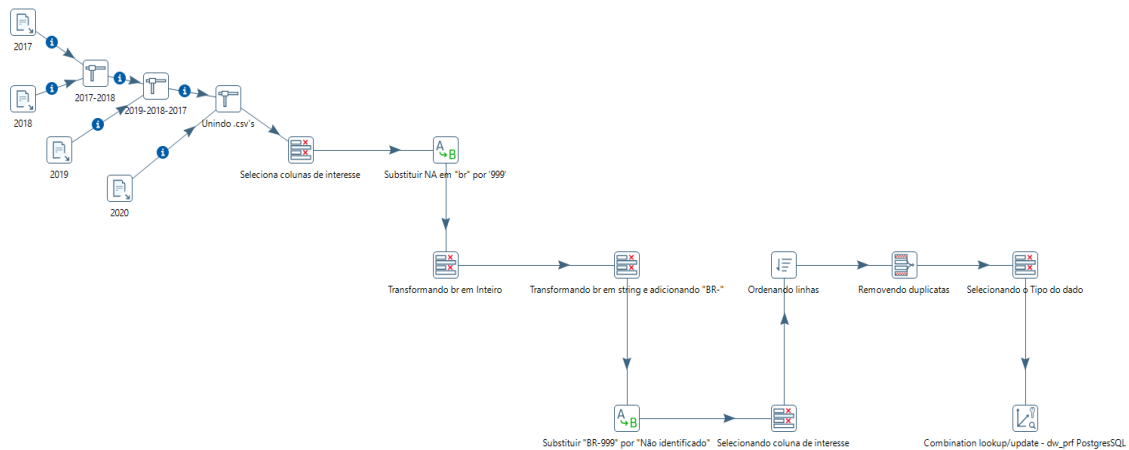 2017
2018
2017-2018
2019-2018-2017
Unindo .csv's
2019
2020
Seleciona colunas de interesse
A
B
Substituir NA em "br" por '999'
Transformando br em Inteiro
Transformando br em string e adicionando "BR-"
Ordenando linhas
Removendo duplicatas
Selecionando o Tipo do dado
A
B
Substituir "BR-999" por "Não identificado"
Selecionando coluna de interesse
Combination lookup/update - dw_prf PostgresSQL